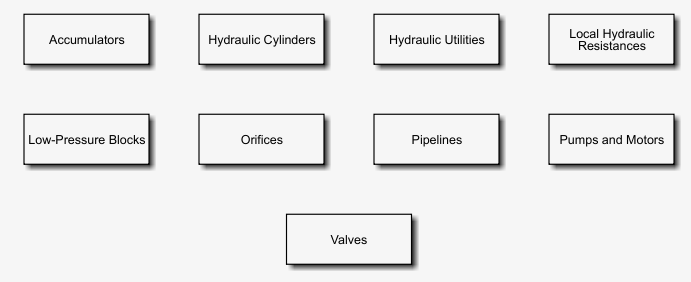 Accumulators
Hydraulic Cylinders
Hydraulic Utilities
Local Hydraulic
Resistances
Low-Pressure Blocks
Orifices
Pipelines
Pumps and Motors
Valves